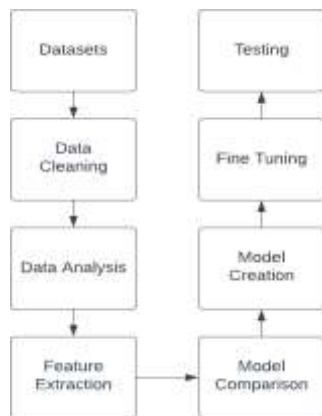 Datasets
Data
Cleaning
Data Analysis
Feature
Extraction
Model
Comparison
Model
Creation
Fine Tuning
Testing